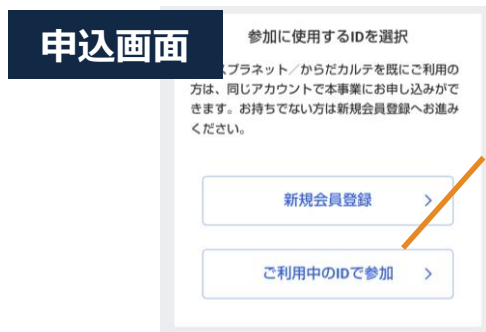 申込画面
参加に使用するIDを選択
プラネット／からだカルテを既にご利用の
方は、同じアカウントで本事業にお申し込みがで
きます。お持ちでない方は新規会員登録へお進み
ください。
新規会員登録
ご利用中のIDで参加